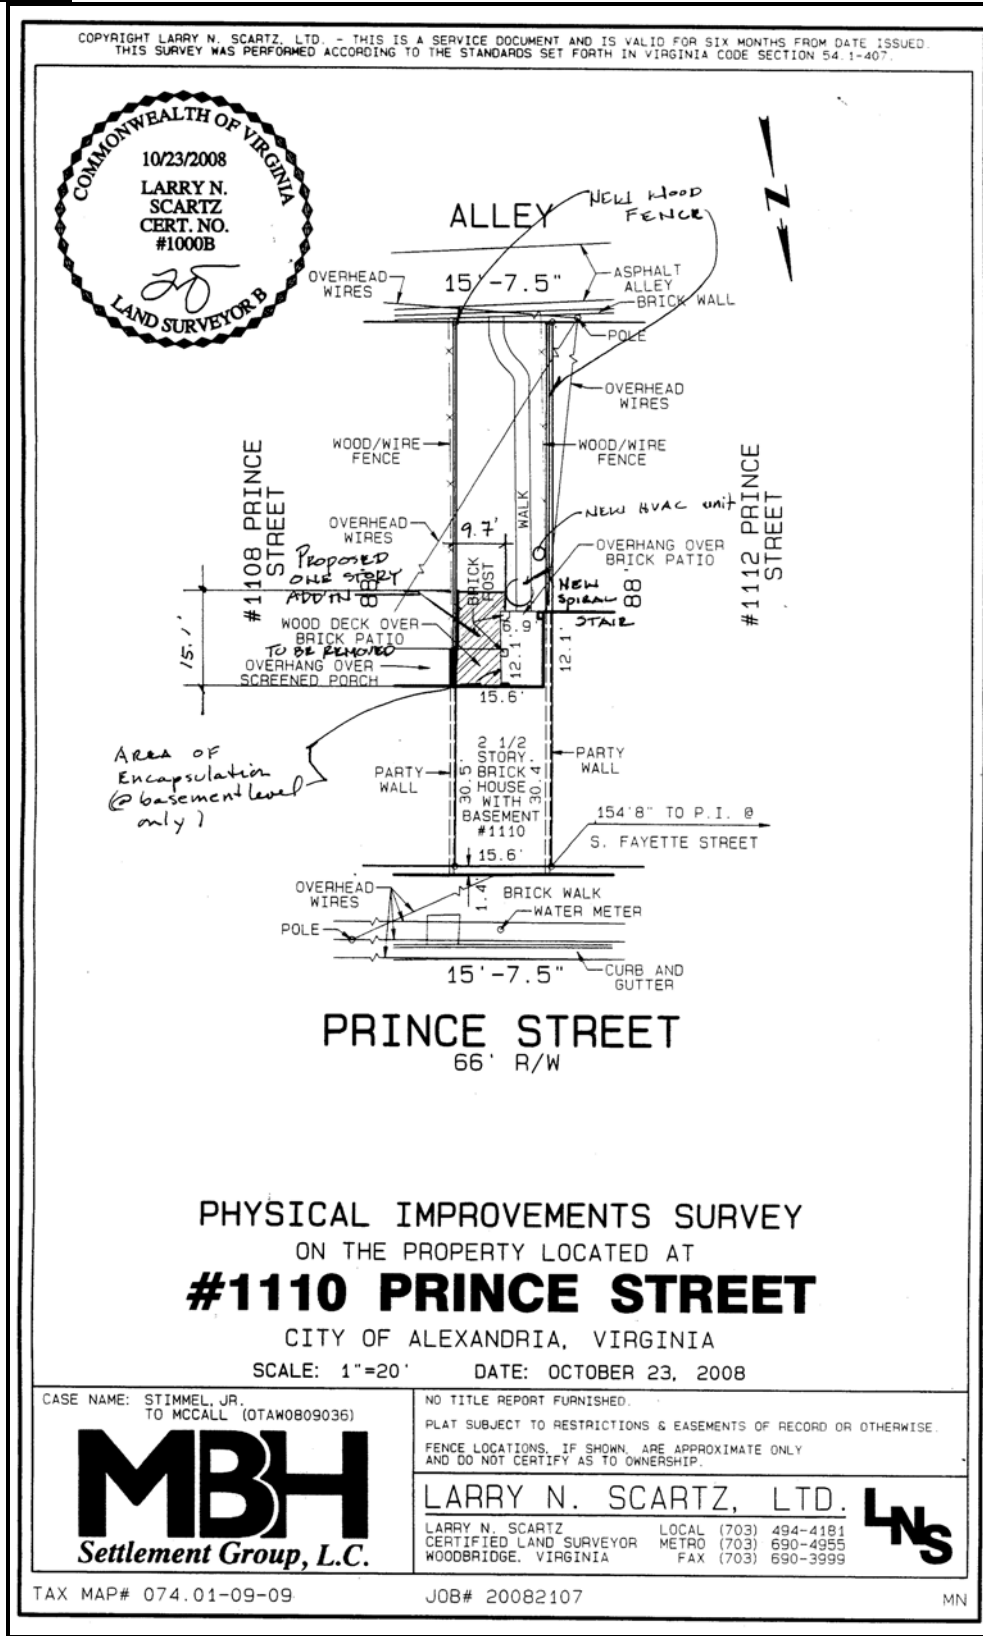 COPYRIGHT LARRY N. SCARTZ, LTD. - THIS IS A SERVICE DOCUMENT AND IS VALID FOR SIX MONTHS FROM DATE ISSUED.
THIS SURVEY WAS PERFORMED ACCORDING TO THE STANDARDS SET FORTH IN VIRGINIA CODE SECTION 54.1-407.
COMMONWEALTH OF VIRGINIA
10/23/2008
LARRY N.
SCARTZ
CERT. NO.
#1000B
LAND SURVEYOR B
N
NEW WOOD
FENCE
ALLEY
OVERHEAD
WIRES
15'-7.5"
ASPHALT
ALLEY
BRICK WALL
POLE
OVERHEAD
WIRES
WOOD/WIRE
FENCE
WOOD/WIRE
FENCE
#1108 PRINCE
STREET
#1112 PRINCE
STREET
WALK
NEW HVAC unit
OVERHEAD
WIRES
9.7'
OVERHANG OVER
BRICK PATIO
PROPOSED
ONE STORY
ADD'N
88'
BRICK
POST
NEW
SPIRAL
STAIR
88'
WOOD DECK OVER
BRICK PATIO
TO BE REMOVED
OVERHANG OVER
SCREENED PORCH
15.1'
6.9'
12.1'
12.1'
15.6'
AREA OF
Encapsulation
(@ basement level
only)
2 1/2
STORY
BRICK
HOUSE
WITH
BASEMENT
#1110
30.5'
30.4'
PARTY
WALL
PARTY
WALL
154'8" TO P.I. @
S. FAYETTE STREET
15.6'
1.4'
OVERHEAD
WIRES
BRICK WALK
WATER METER
POLE
15'-7.5"
CURB AND
GUTTER
PRINCE STREET
66' R/W
PHYSICAL IMPROVEMENTS SURVEY
ON THE PROPERTY LOCATED AT
#1110 PRINCE STREET
CITY OF ALEXANDRIA, VIRGINIA
SCALE: 1"=20' DATE: OCTOBER 23, 2008
CASE NAME: STIMMEL, JR.
TO MCCALL (OTAW0809036)
MBH
Settlement Group, L.C.
NO TITLE REPORT FURNISHED.
PLAT SUBJECT TO RESTRICTIONS & EASEMENTS OF RECORD OR OTHERWISE.
FENCE LOCATIONS, IF SHOWN, ARE APPROXIMATE ONLY
AND DO NOT CERTIFY AS TO OWNERSHIP.
LARRY N. SCARTZ, LTD.
LARRY N. SCARTZ
CERTIFIED LAND SURVEYOR
WOODBRIDGE, VIRGINIA
LOCAL (703) 494-4181
METRO (703) 690-4955
FAX (703) 690-3999
LNS
TAX MAP# 074.01-09-09
JOB# 20082107
MN